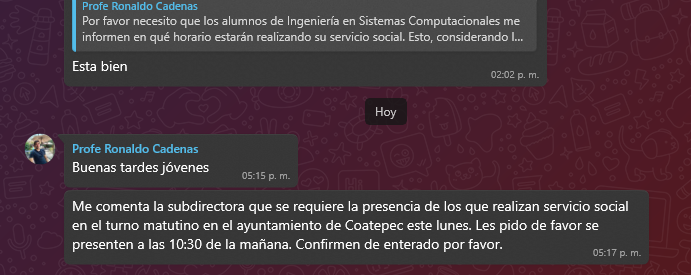 Profe Ronaldo Cadenas
Por favor necesito que los alumnos de Ingeniería en Sistemas Computacionales me
informen en qué horario estarán realizando su servicio social. Esto, considerando l...
Esta bien
02:02 p. m.
Hoy
Profe Ronaldo Cadenas
Buenas tardes jóvenes
05:15 p. m.
Me comenta la subdirectora que se requiere la presencia de los que realizan servicio social
en el turno matutino en el ayuntamiento de Coatepec este lunes. Les pido de favor se
presenten a las 10:30 de la mañana. Confirmen de enterado por favor.
05:17 p. m.